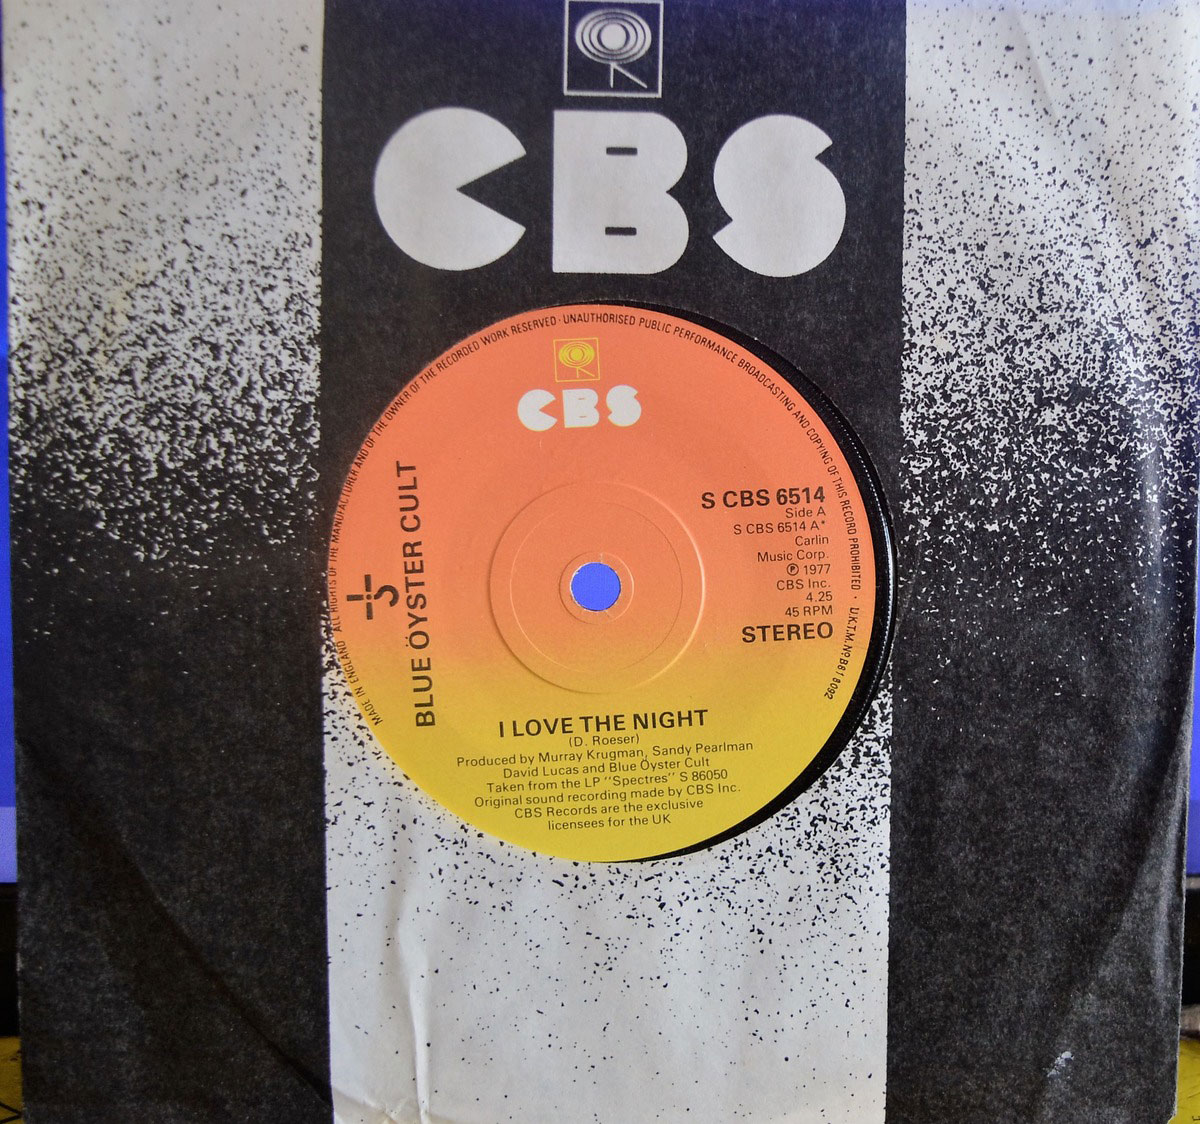 CBS
MADE IN ENGLAND · ALL RIGHTS OF THE MANUFACTURER AND OF THE OWNER OF THE RECORDED WORK RESERVED · UNAUTHORISED PUBLIC PERFORMANCE BROADCASTING AND COPYING OF THIS RECORD PROHIBITED · U.K.T.M. No. B618092
CBS
BLUE ÖYSTER CULT
S CBS 6514
Side A
S CBS 6514 A*
Carlin
Music Corp.
℗ 1977
CBS Inc.
4.25
45 RPM
STEREO
I LOVE THE NIGHT
(D. Roeser)
Produced by Murray Krugman, Sandy Pearlman
David Lucas and Blue Öyster Cult
Taken from the LP "Spectres" S 86050
Original sound recording made by CBS Inc.
CBS Records are the exclusive
licensees for the UK